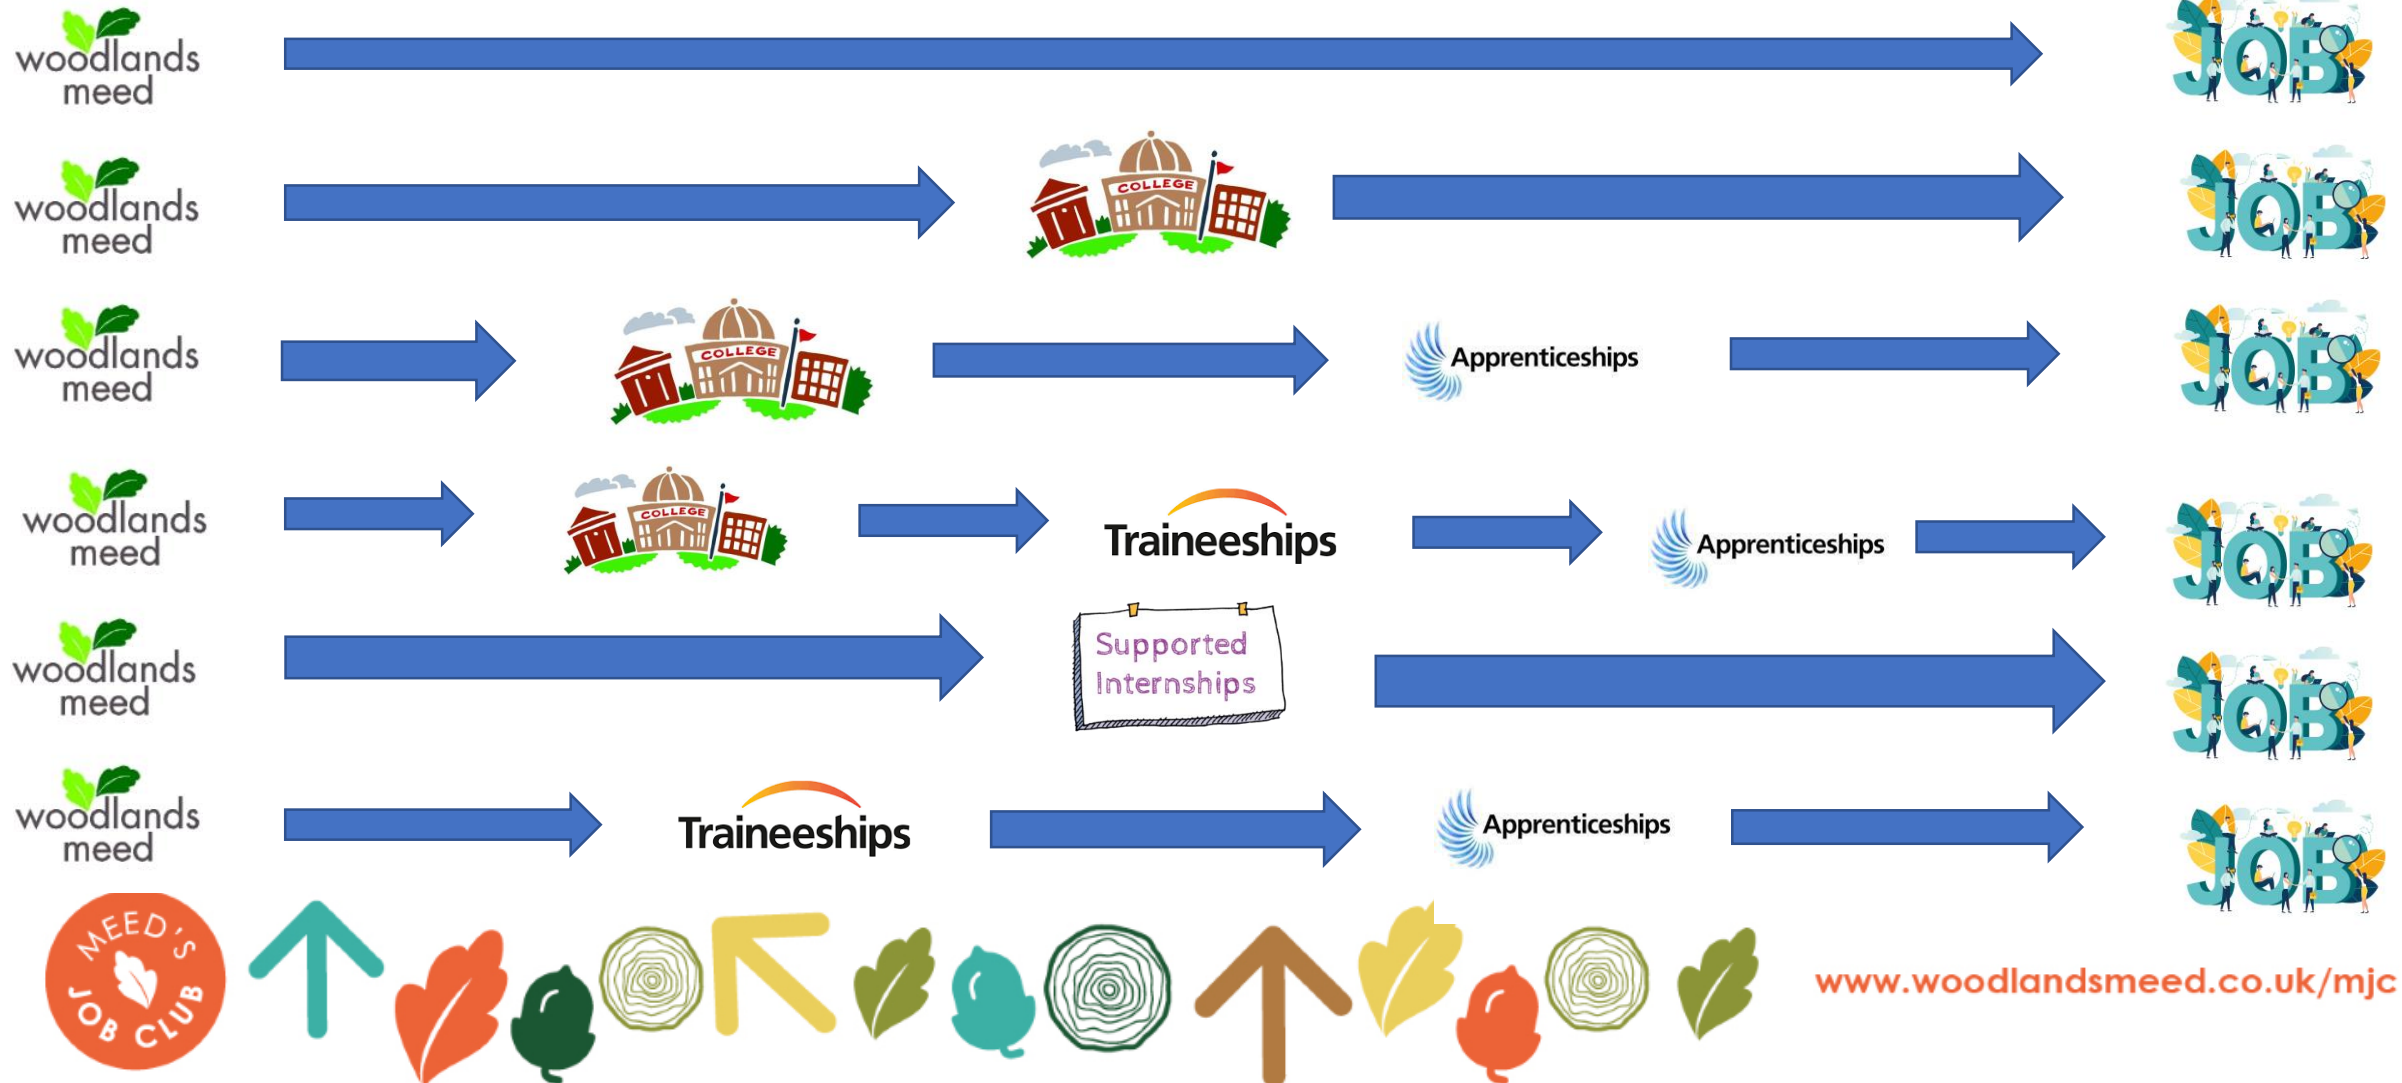 woodlands
meed
JOB
woodlands
meed
COLLEGE
JOB
woodlands
meed
COLLEGE
Apprenticeships
JOB
woodlands
meed
COLLEGE
Traineeships
Apprenticeships
JOB
woodlands
meed
Supported
Internships
JOB
woodlands
meed
Traineeships
Apprenticeships
JOB
MEED'S
JOB CLUB
www.woodlandsmeed.co.uk/mjc